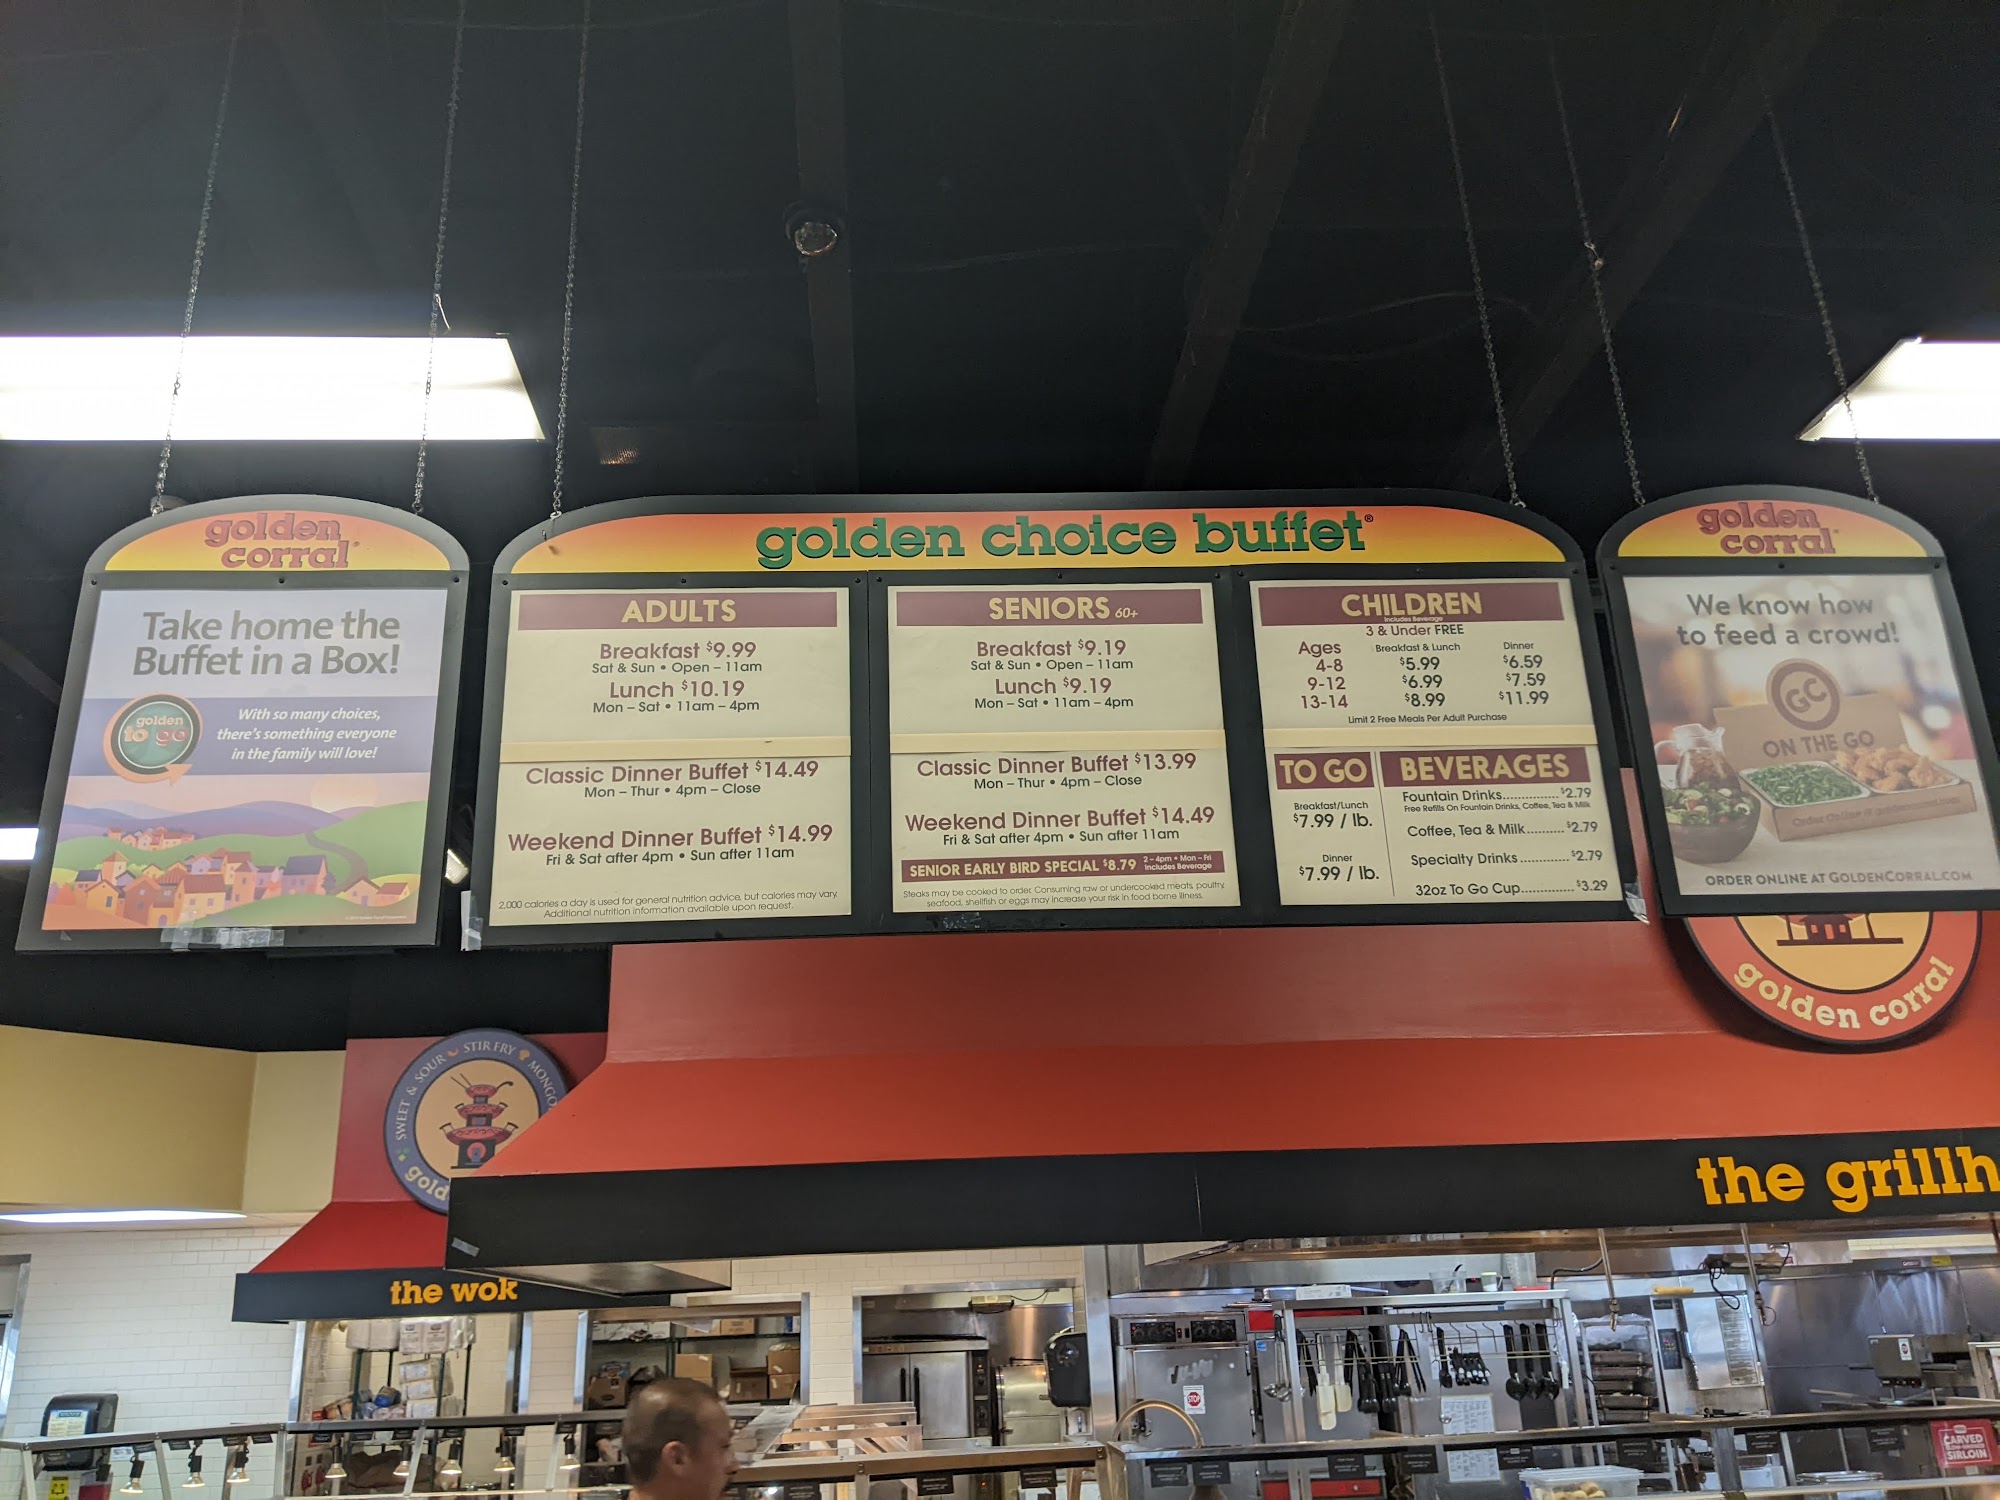 golden
corral
Take home the
Buffet in a Box!
golden
to go
With so many choices,
there's something everyone
in the family will love!
golden choice buffet®
ADULTS
Breakfast $9.99
Sat & Sun • Open – 11am
Lunch $10.19
Mon – Sat • 11am – 4pm
Classic Dinner Buffet $14.49
Mon – Thur • 4pm – Close
Weekend Dinner Buffet $14.99
Fri & Sat after 4pm • Sun after 11am
2,000 calories a day is used for general nutrition advice, but calories may vary.
Additional nutrition information available upon request.
SENIORS 60+
Breakfast $9.19
Sat & Sun • Open – 11am
Lunch $9.19
Mon – Sat • 11am – 4pm
Classic Dinner Buffet $13.99
Mon – Thur • 4pm – Close
Weekend Dinner Buffet $14.49
Fri & Sat after 4pm • Sun after 11am
SENIOR EARLY BIRD SPECIAL $8.79 2 – 4pm • Mon – Fri
Includes Beverage
Steaks may be cooked to order. Consuming raw or undercooked meats, poultry,
seafood, shellfish or eggs may increase your risk in food borne illness.
CHILDREN
Includes Beverage
3 & Under FREE
Ages Breakfast & Lunch Dinner
4-8 $5.99 $6.59
9-12 $6.99 $7.59
13-14 $8.99 $11.99
Limit 2 Free Meals Per Adult Purchase
TO GO
Breakfast/Lunch
$7.99 / lb.
Dinner
$7.99 / lb.
BEVERAGES
Fountain Drinks............... $2.79
Free Refills On Fountain Drinks, Coffee, Tea & Milk
Coffee, Tea & Milk.......... $2.79
Specialty Drinks ............. $2.79
32oz To Go Cup.............. $3.29
golden
corral
We know how
to feed a crowd!
GC
ON THE GO
ORDER ONLINE AT GOLDENCORRAL.COM
golden corral
SWEET & SOUR STIR FRY MONGO
gold
the wok
the grillh
STOP
CARVED
SIRLOIN